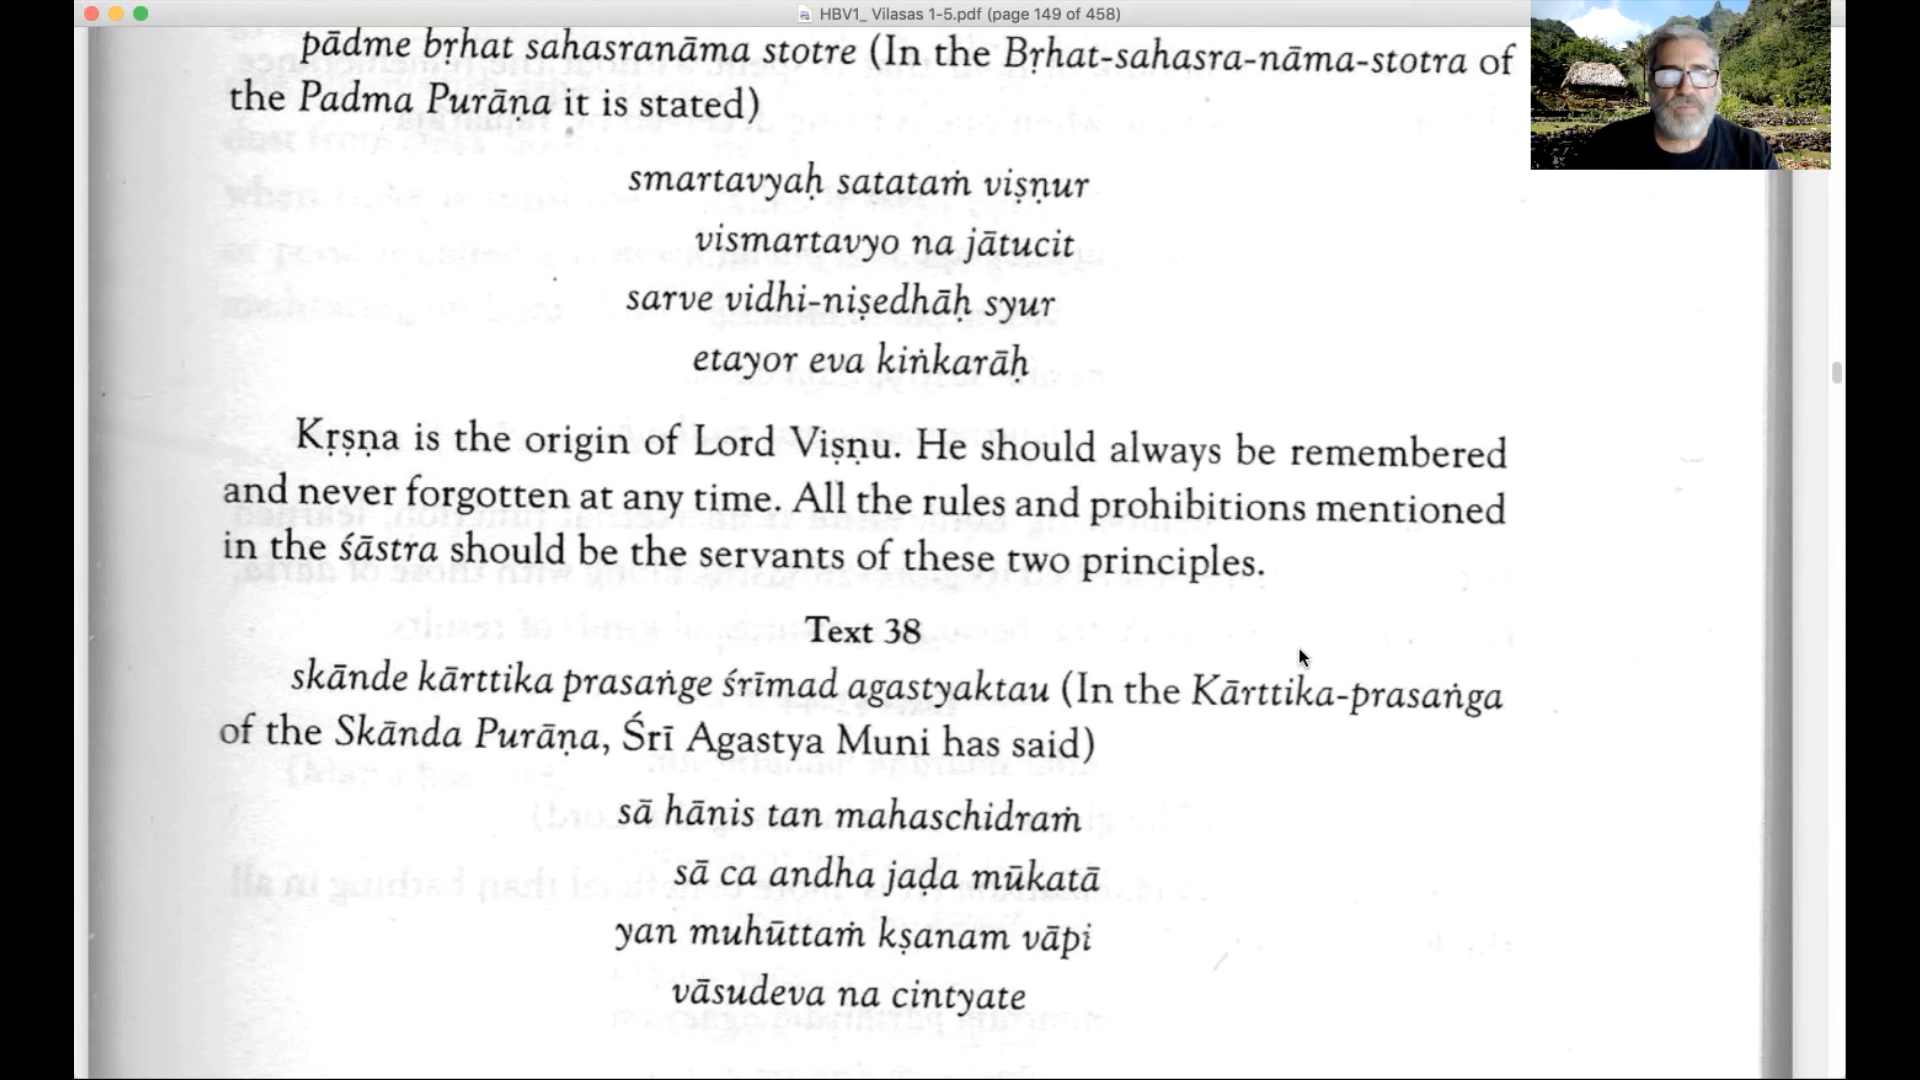 HBV1_ Vilasas 1-5.pdf (page 149 of 458)
pādme bṛhat sahasranāma stotre (In the Bṛhat-sahasra-nāma-stotra of
the Padma Purāṇa it is stated)
smartavyaḥ satataṁ viṣṇur
vismartavyo na jātucit
sarve vidhi-niṣedhāḥ syur
etayor eva kiṅkarāḥ
Kṛṣṇa is the origin of Lord Viṣṇu. He should always be remembered
and never forgotten at any time. All the rules and prohibitions mentioned
in the śāstra should be the servants of these two principles.
Text 38
skānde kārttika prasaṅge śrīmad agastyaktau (In the Kārttika-prasaṅga
of the Skānda Purāṇa, Śrī Agastya Muni has said)
sā hānis tan mahaschidraṁ
sā ca andha jaḍa mūkatā
yan muhūttaṁ kṣanam vāpi
vāsudeva na cintyate